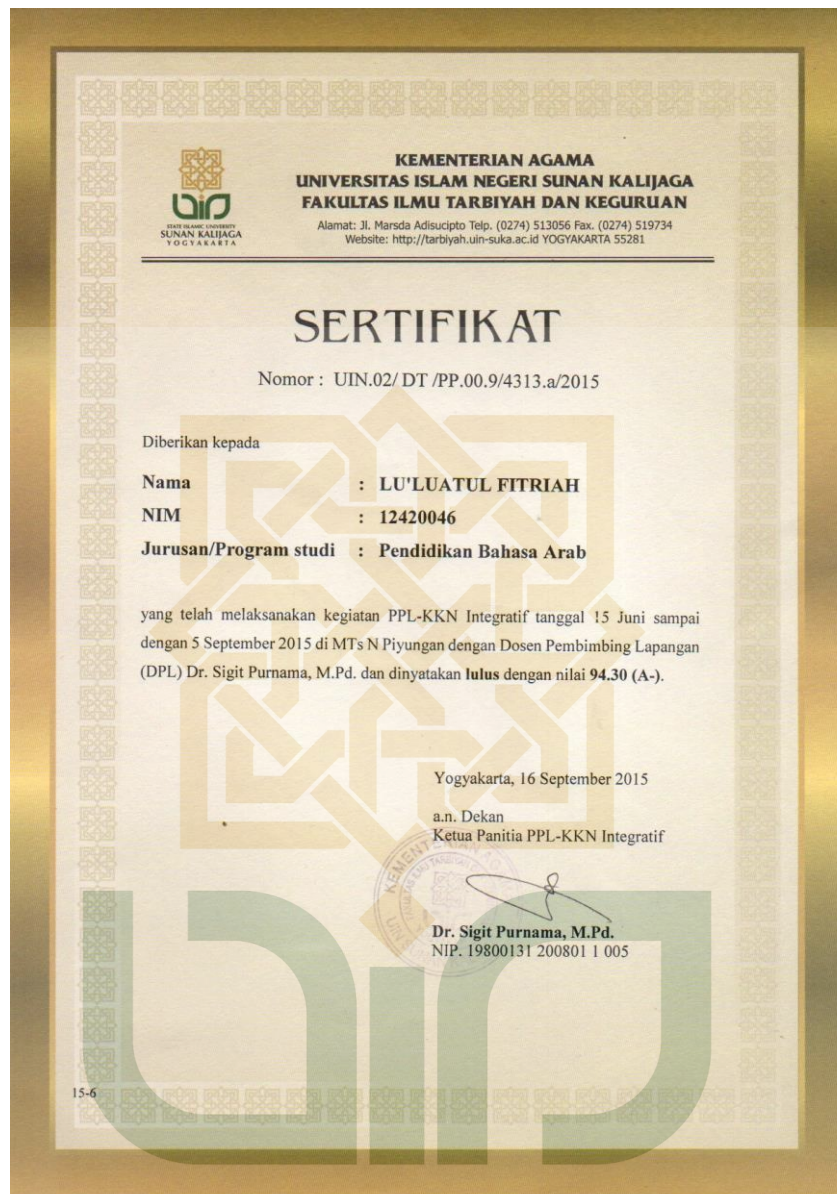 KEMENTERIAN AGAMA
UNIVERSITAS ISLAM NEGERI SUNAN KALIJAGA
FAKULTAS ILMU TARBIYAH DAN KEGURUAN
Alamat: Jl. Marsda Adisucipto Telp. (0274) 513056 Fax. (0274) 519734
Website: http://tarbiyah.uin-suka.ac.id YOGYAKARTA 55281
UIN
STATE ISLAMIC UNIVERSITY
SUNAN KALIJAGA
YOGYAKARTA
SERTIFIKAT
Nomor : UIN.02/ DT /PP.00.9/4313.a/2015
Diberikan kepada
Nama : LU'LUATUL FITRIAH
NIM : 12420046
Jurusan/Program studi : Pendidikan Bahasa Arab
yang telah melaksanakan kegiatan PPL-KKN Integratif tanggal 15 Juni sampai
dengan 5 September 2015 di MTs N Piyungan dengan Dosen Pembimbing Lapangan
(DPL) Dr. Sigit Purnama, M.Pd. dan dinyatakan lulus dengan nilai 94.30 (A-).
Yogyakarta, 16 September 2015
a.n. Dekan
Ketua Panitia PPL-KKN Integratif
KEMENTERIAN AGAMA
Dr. Sigit Purnama, M.Pd.
NIP. 19800131 200801 1 005
15-6
UIN